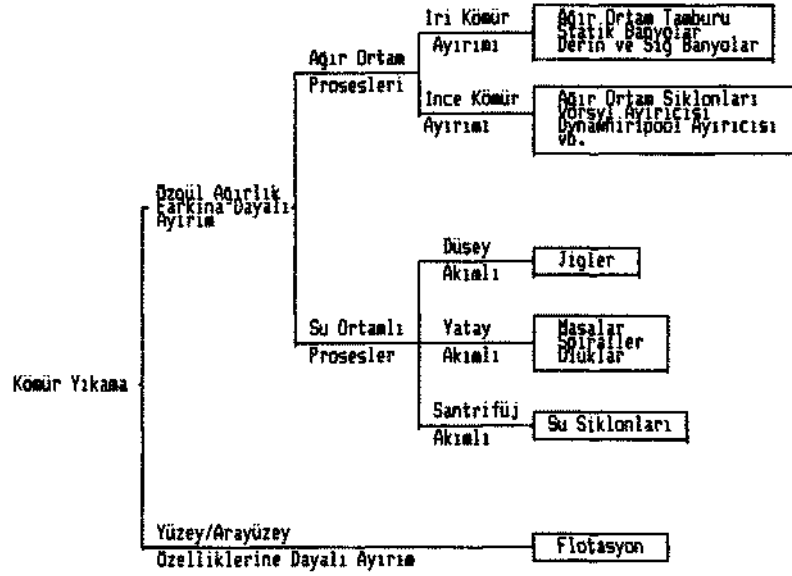 İri Kömür
Ayırımı
Ağır Ortam Tamburu
Statik Banyolar
Derin ve Sığ Banyolar
Ağır Ortam
Prosesleri
İnce Kömür
Ayırımı
Ağır Ortam Siklonları
Vorsyl Ayırıcısı
Dynawhirlpool Ayırıcısı
vb.
Özgül Ağırlık
Farkına Dayalı
Ayırım
Düşey
Akımlı
Jigler
Su Ortamlı
Prosesler
Yatay
Akımlı
Masalar
Spiraller
Oluklar
Kömür Yıkama
Santrifüj
Akımlı
Su Siklonları
Yüzey/Arayüzey
Özelliklerine Dayalı Ayırım
Flotasyon